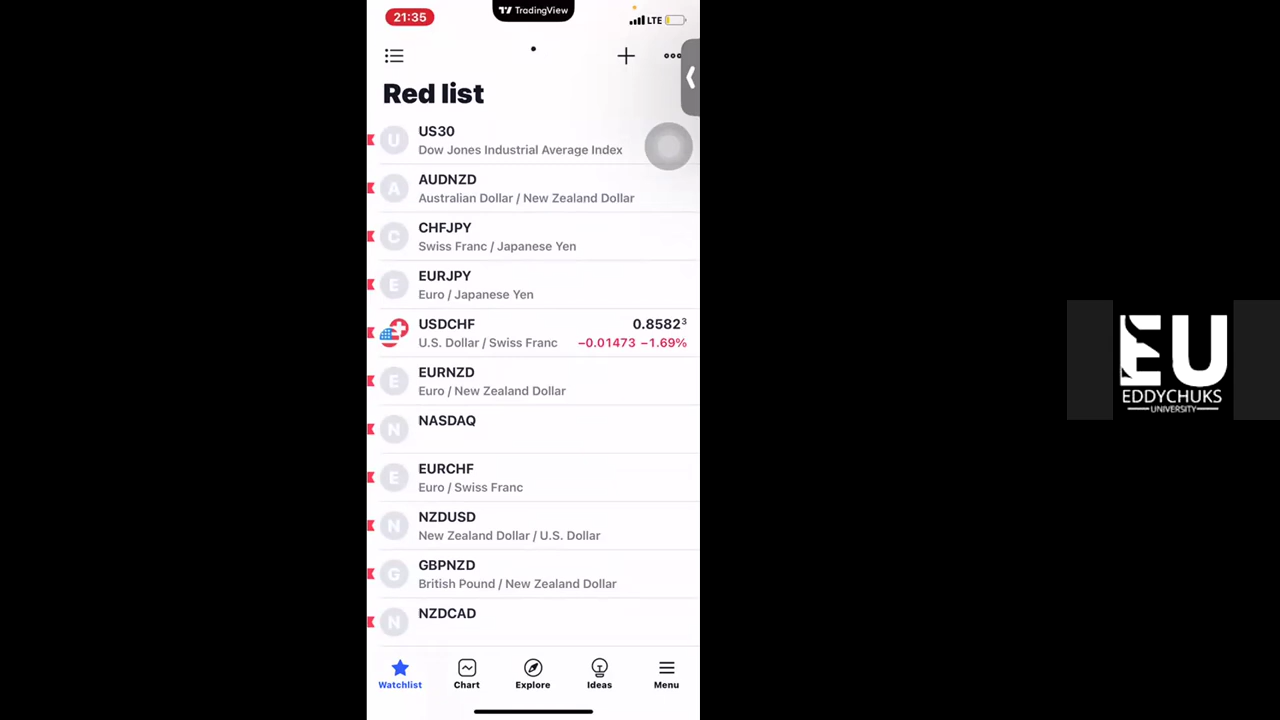 21:35
TradingView
LTE
Red list
U
US30
Dow Jones Industrial Average Index
A
AUDNZD
Australian Dollar / New Zealand Dollar
C
CHFJPY
Swiss Franc / Japanese Yen
E
EURJPY
Euro / Japanese Yen
USDCHF 0.8582³
U.S. Dollar / Swiss Franc −0.01473 −1.69%
E
EURNZD
Euro / New Zealand Dollar
N
NASDAQ
E
EURCHF
Euro / Swiss Franc
N
NZDUSD
New Zealand Dollar / U.S. Dollar
G
GBPNZD
British Pound / New Zealand Dollar
N
NZDCAD
Watchlist Chart Explore Ideas Menu
EU
EDDYCHUKS
UNIVERSITY